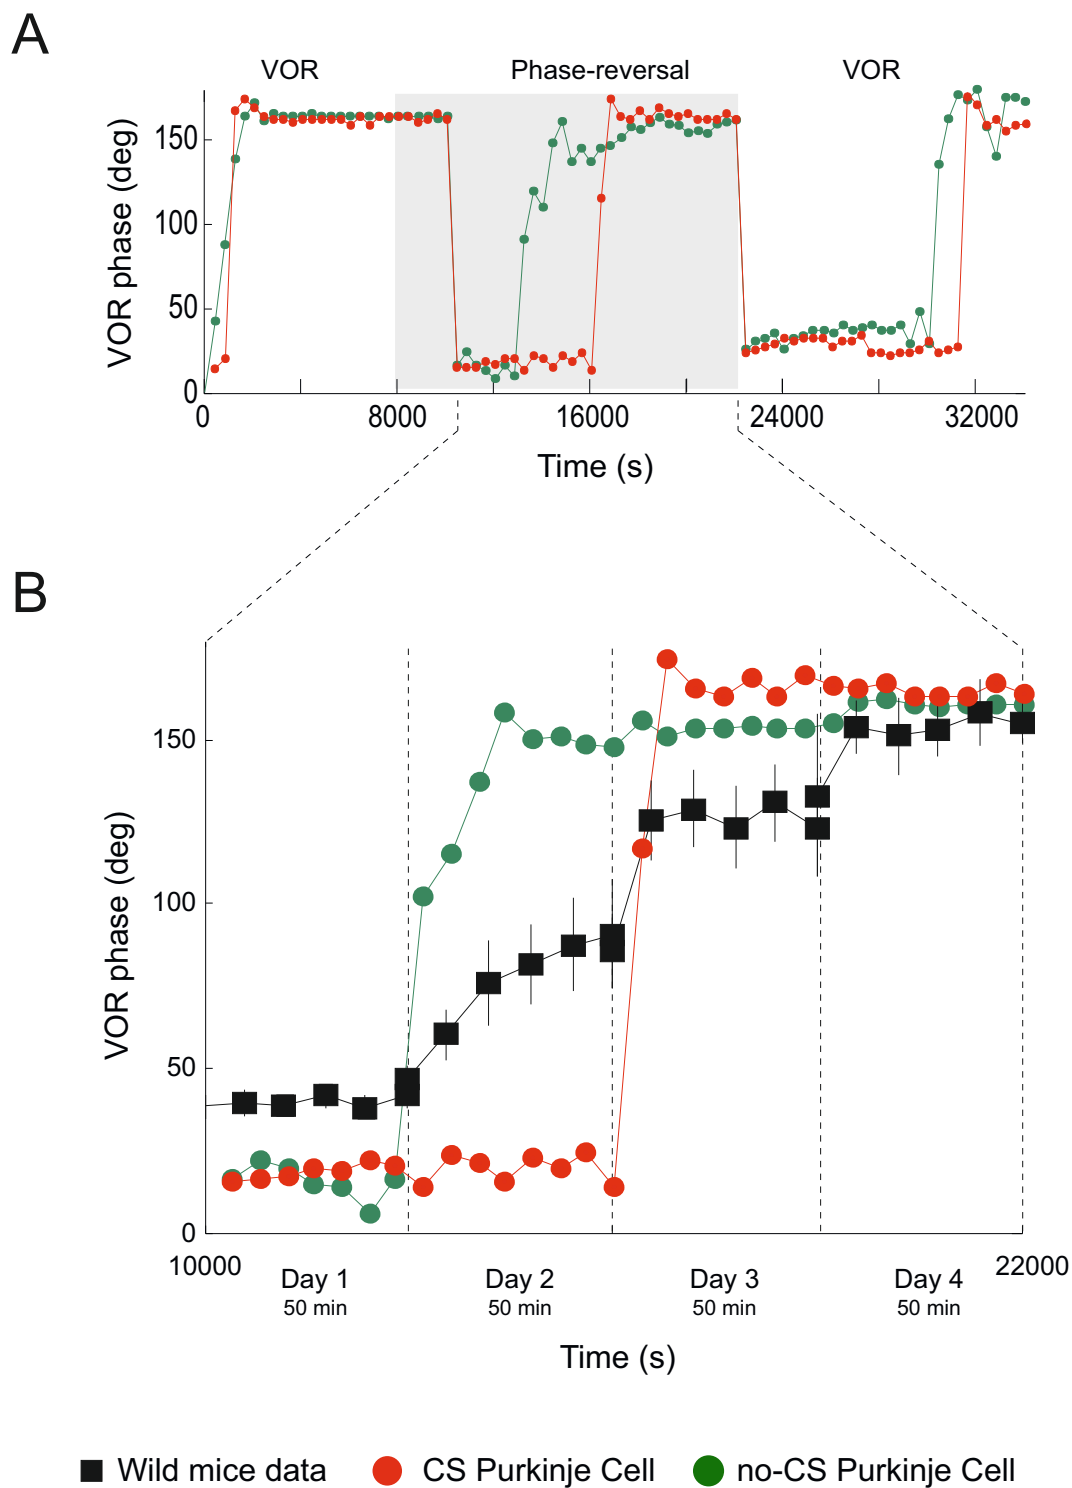 A
VOR Phase-reversal VOR
VOR phase (deg)
150
100
50
0
0 8000 16000 24000 32000
Time (s)
B
VOR phase (deg)
150
100
50
0
10000 22000
Day 1 Day 2 Day 3 Day 4
50 min 50 min 50 min 50 min
Time (s)
Wild mice data CS Purkinje Cell no-CS Purkinje Cell